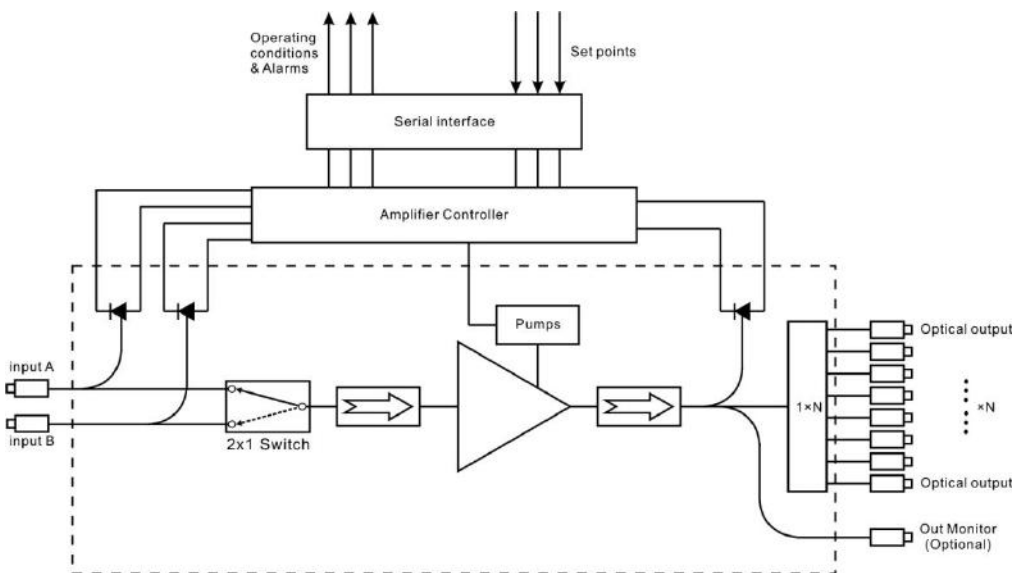 Operating
conditions
& Alarms
Set points
Serial interface
Amplifier Controller
Pumps
input A
input B
2x1 Switch
1×N
Optical output
×N
Optical output
Out Monitor
(Optional)